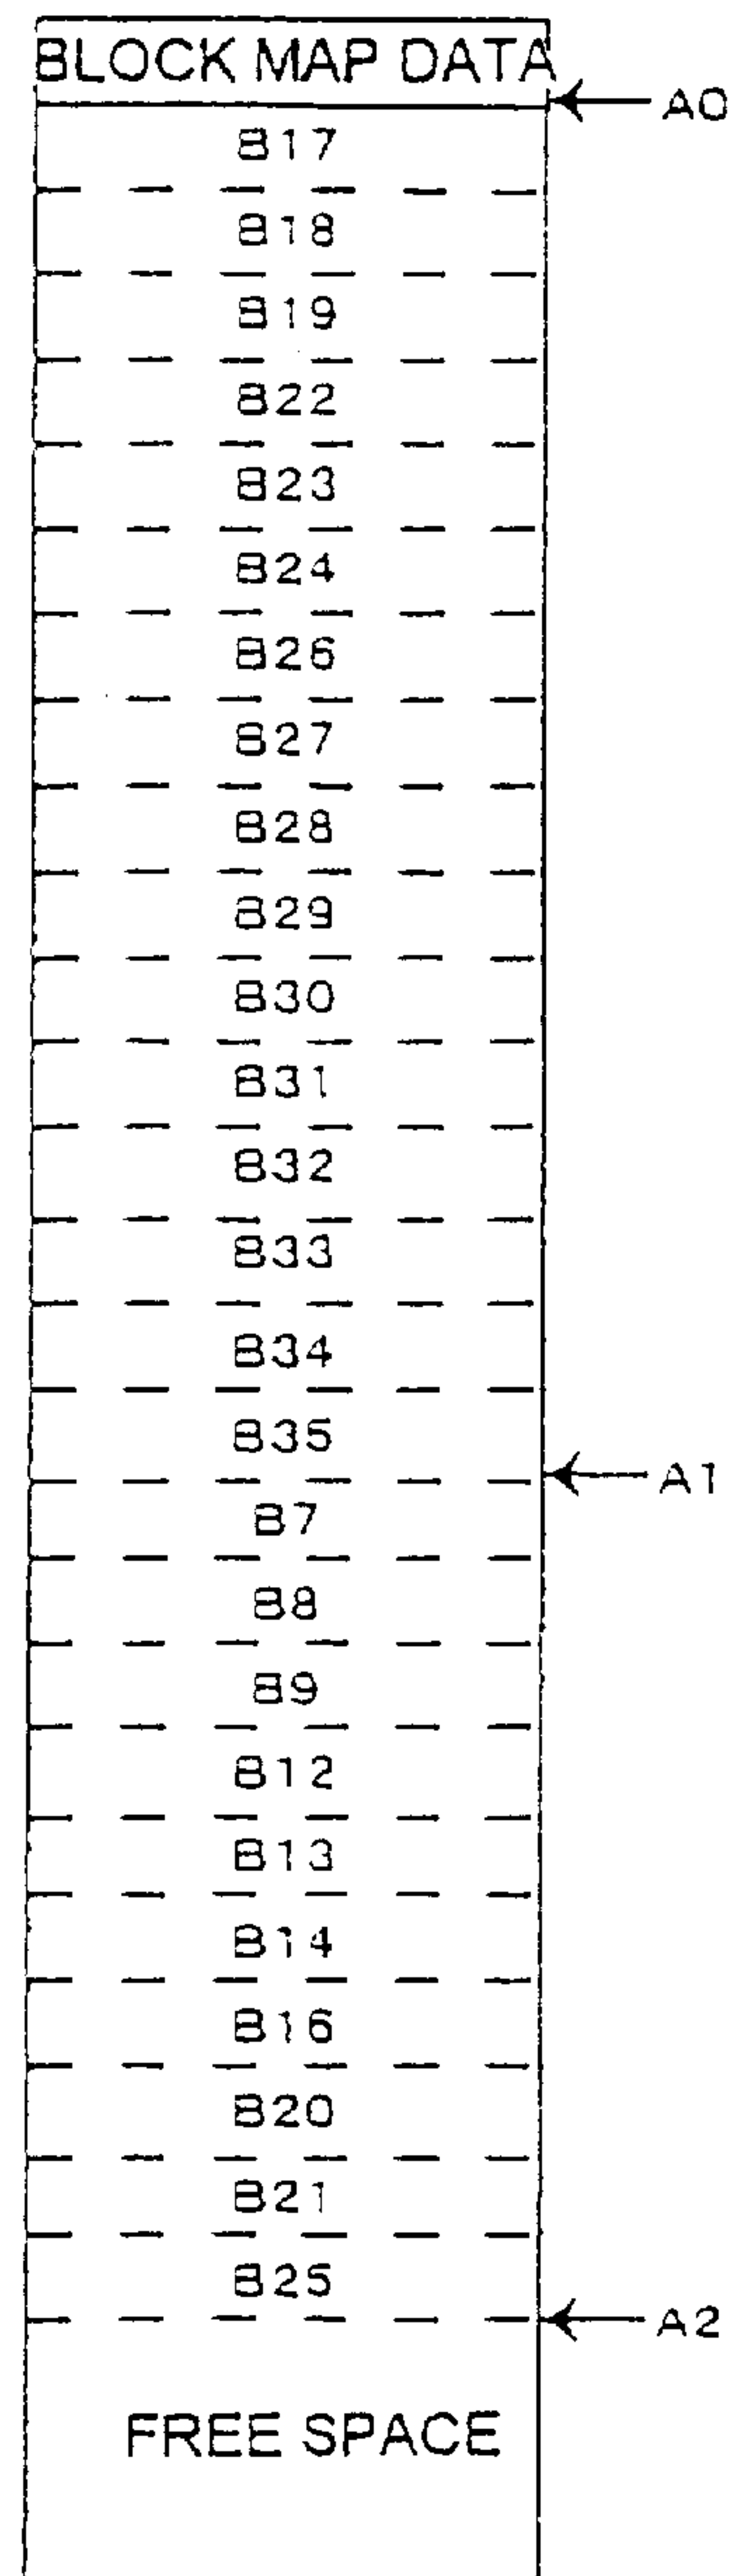 BLOCK MAP DATA
A0
B17
B18
B19
B22
B23
B24
B26
B27
B28
B29
B30
B31
B32
B33
B34
B35
A1
B7
B8
B9
B12
B13
B14
B16
B20
B21
B25
A2
FREE SPACE